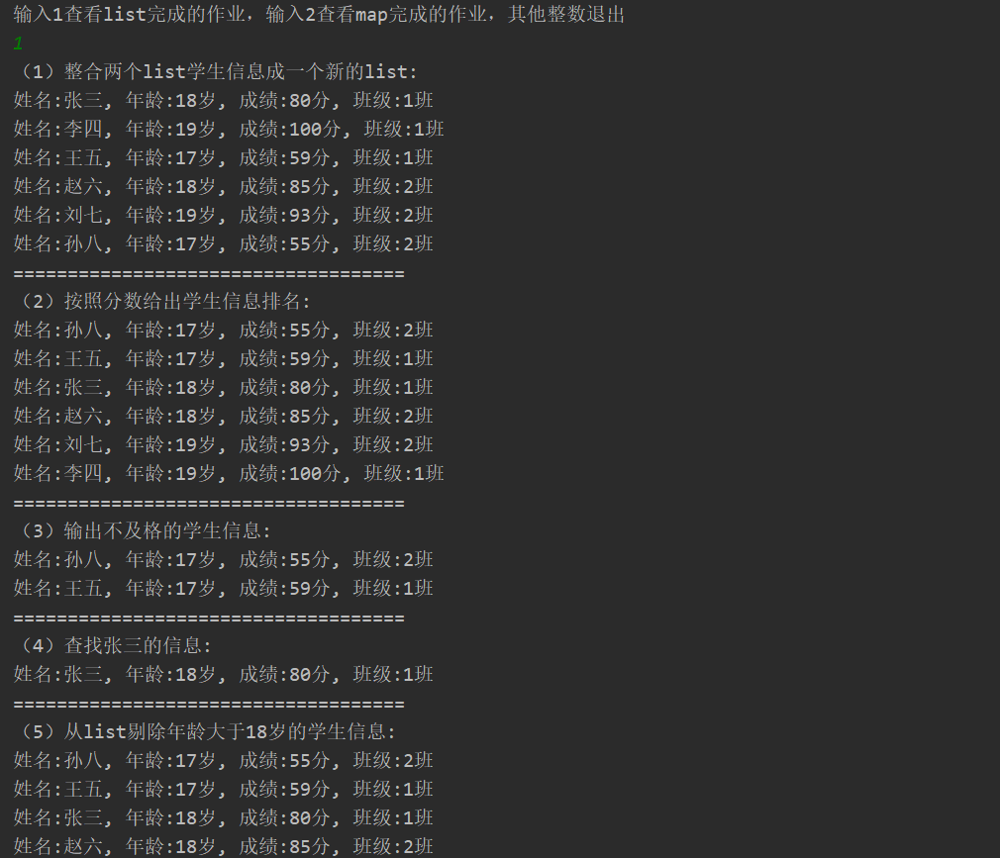 输入1查看list完成的作业，输入2查看map完成的作业，其他整数退出
1
（1）整合两个list学生信息成一个新的list:
姓名:张三, 年龄:18岁, 成绩:80分, 班级:1班
姓名:李四, 年龄:19岁, 成绩:100分, 班级:1班
姓名:王五, 年龄:17岁, 成绩:59分, 班级:1班
姓名:赵六, 年龄:18岁, 成绩:85分, 班级:2班
姓名:刘七, 年龄:19岁, 成绩:93分, 班级:2班
姓名:孙八, 年龄:17岁, 成绩:55分, 班级:2班
====================================
（2）按照分数给出学生信息排名:
姓名:孙八, 年龄:17岁, 成绩:55分, 班级:2班
姓名:王五, 年龄:17岁, 成绩:59分, 班级:1班
姓名:张三, 年龄:18岁, 成绩:80分, 班级:1班
姓名:赵六, 年龄:18岁, 成绩:85分, 班级:2班
姓名:刘七, 年龄:19岁, 成绩:93分, 班级:2班
姓名:李四, 年龄:19岁, 成绩:100分, 班级:1班
====================================
（3）输出不及格的学生信息:
姓名:孙八, 年龄:17岁, 成绩:55分, 班级:2班
姓名:王五, 年龄:17岁, 成绩:59分, 班级:1班
====================================
（4）查找张三的信息:
姓名:张三, 年龄:18岁, 成绩:80分, 班级:1班
====================================
（5）从list剔除年龄大于18岁的学生信息:
姓名:孙八, 年龄:17岁, 成绩:55分, 班级:2班
姓名:王五, 年龄:17岁, 成绩:59分, 班级:1班
姓名:张三, 年龄:18岁, 成绩:80分, 班级:1班
姓名:赵六, 年龄:18岁, 成绩:85分, 班级:2班